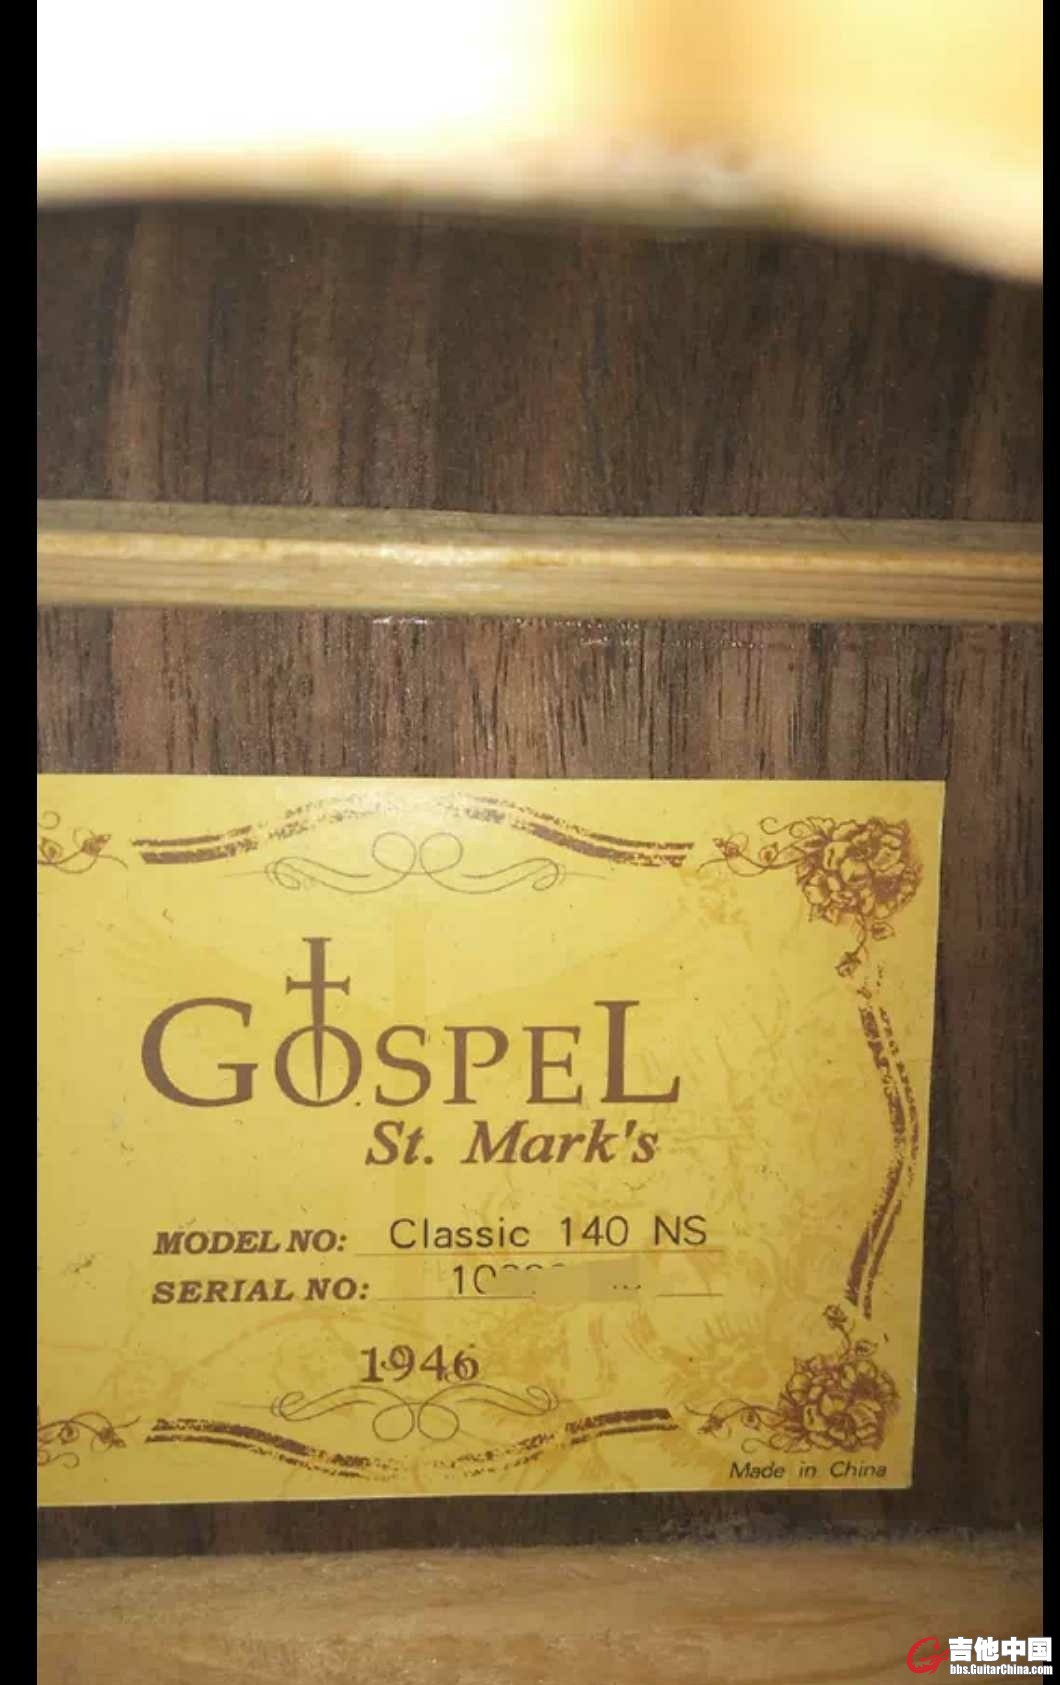 GOSPEL
St. Mark's
MODEL NO: Classic 140 NS
SERIAL NO: 10
1946
Made in China
吉他中国
bbs.GuitarChina.com